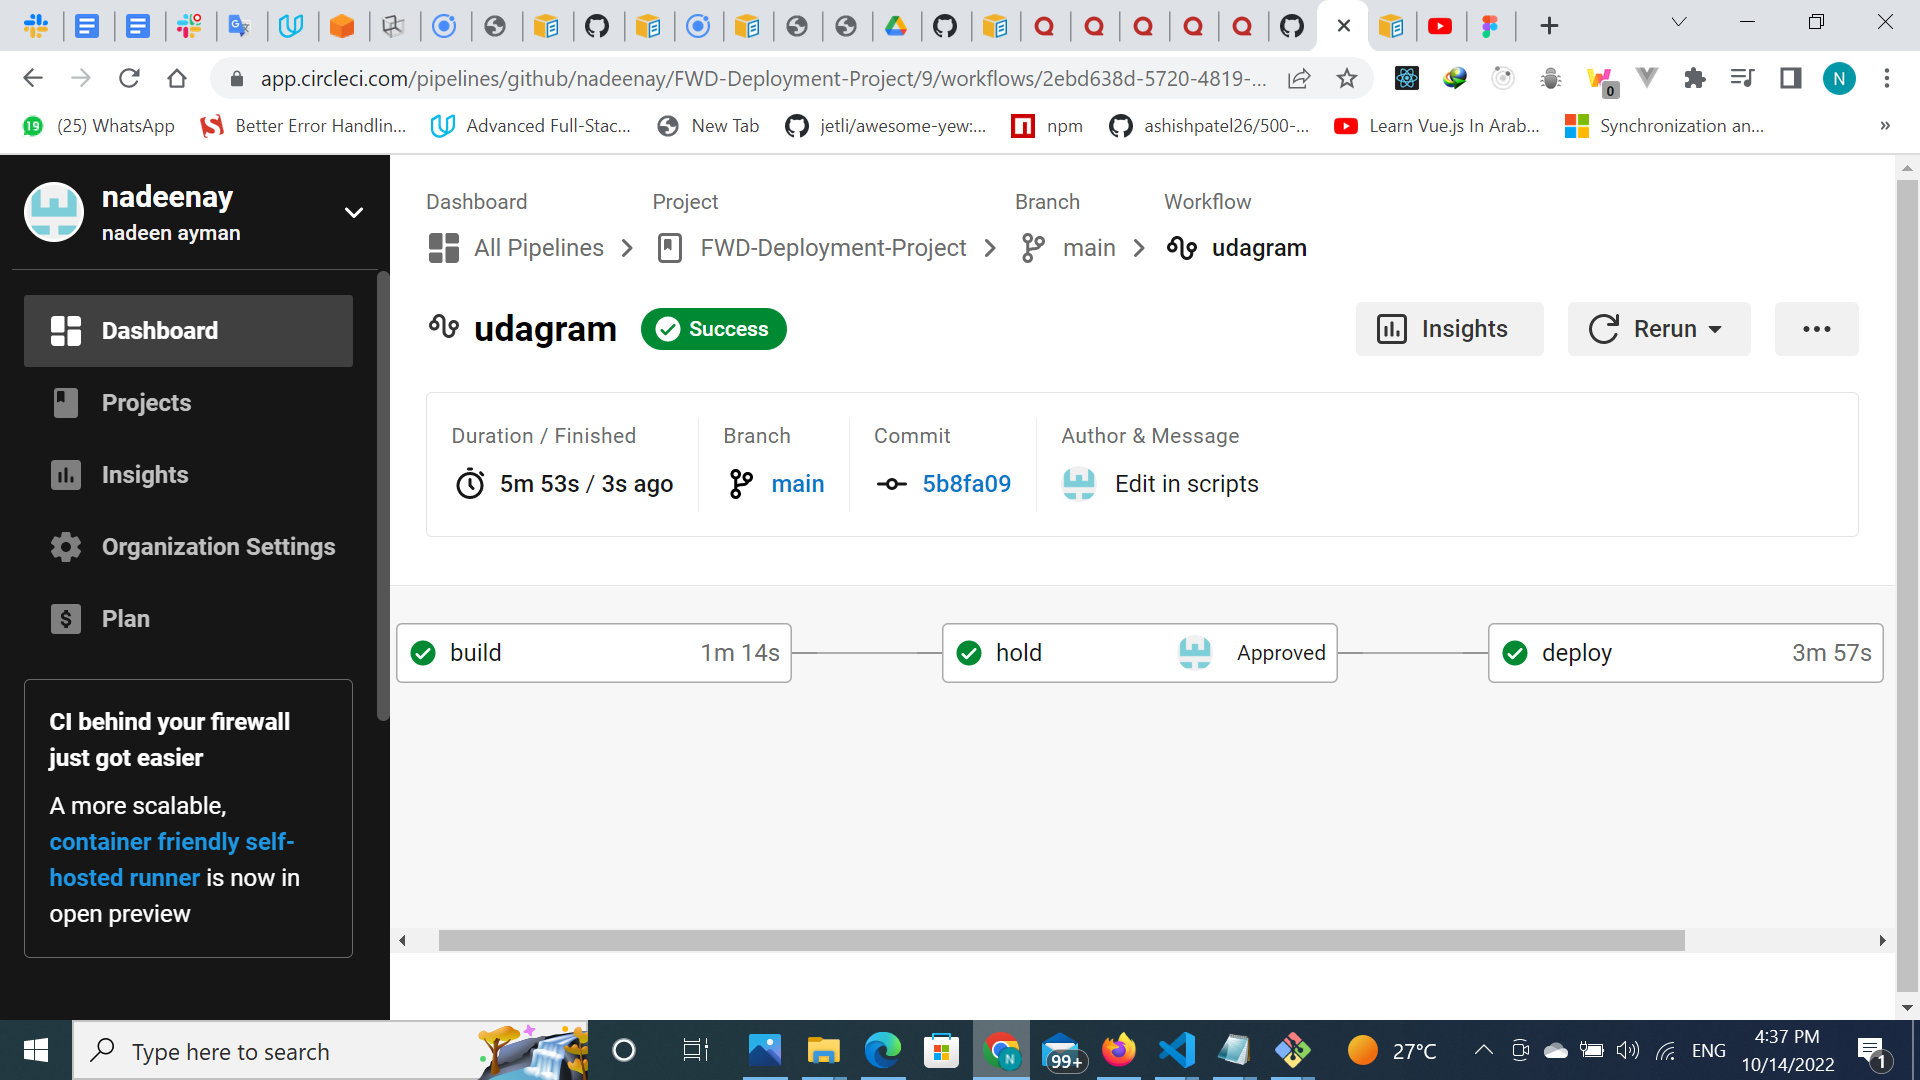 app.circleci.com/pipelines/github/nadeenay/FWD-Deployment-Project/9/workflows/2ebd638d-5720-4819-...
0
N
19 (25) WhatsApp
Better Error Handlin...
Advanced Full-Stac...
New Tab
jetli/awesome-yew:...
npm
ashishpatel26/500-...
Learn Vue.js In Arab...
Synchronization an...
»
nadeenay
nadeen ayman
Dashboard
Projects
Insights
Organization Settings
Plan
CI behind your firewall
just got easier
A more scalable,
container friendly self-
hosted runner is now in
open preview
Dashboard Project Branch Workflow
All Pipelines FWD-Deployment-Project main udagram
udagram Success Insights Rerun
Duration / Finished Branch Commit Author & Message
5m 53s / 3s ago main 5b8fa09 Edit in scripts
build 1m 14s hold Approved deploy 3m 57s
Type here to search
N
99+
27°C
ENG
4:37 PM
10/14/2022
1